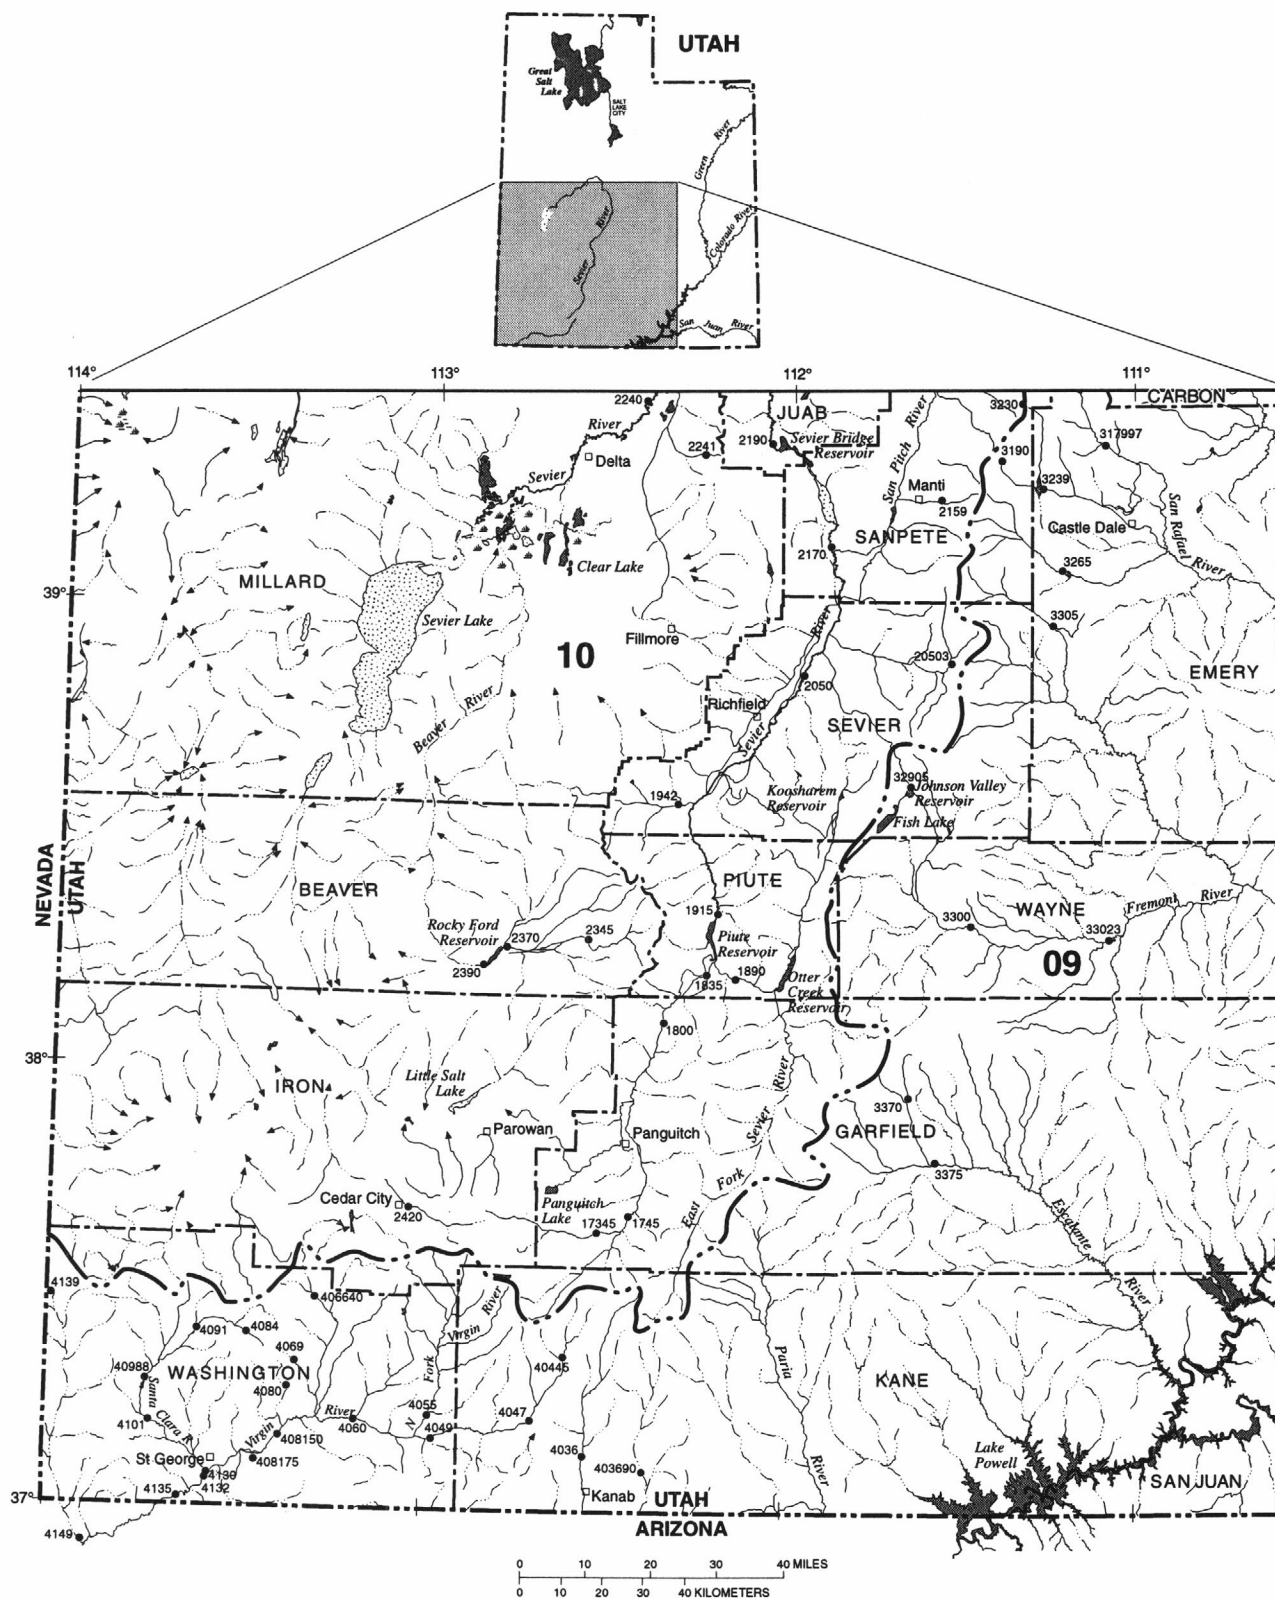 UTAH
Great
Salt
Lake
SALT
LAKE
CITY
Green
River
Colorado River
Sevier
River
San Juan River
114°
113°
112°
111°
CARBON
2240
JUAB
3230
River
2190
Sevier Bridge
Reservoir
San Pitch River
317997
2241
3190
Delta
Sevier
Manti
3239
2159
San Rafael
River
Castle Dale
SANPETE
2170
Clear Lake
3265
MILLARD
39°
Sevier Lake
River
3305
Fillmore
10
20503
EMERY
2050
Richfield
Beaver River
SEVIER
Sevier
32905
Johnson Valley
Reservoir
1942
Koosharem
Reservoir
Fish Lake
NEVADA
UTAH
BEAVER
PIUTE
WAYNE
Fremont River
1915
Rocky Ford
Reservoir
2370
2345
3300
33023
Piute
Reservoir
09
2390
1890
1835
Otter
Creek
Reservoir
1800
38°
IRON
Little Salt
Lake
Sevier
River
3370
Parowan
Panguitch
GARFIELD
3375
East
Fork
Cedar City
2420
Panguitch
Lake
17345
1745
Escalante
River
4139
406640
Virgin
River
4091
4084
4069
WASHINGTON
40988
40445
Paria
River
KANE
4080
Santa
Clara R
Fork
N
4055
4101
River
4060
4047
4049
Virgin
408150
St George
408175
4036
Lake
Powell
4130
4132
403690
4135
SAN JUAN
37°
Kanab
UTAH
ARIZONA
4149
0 10 20 30 40 MILES
0 10 20 30 40 KILOMETERS